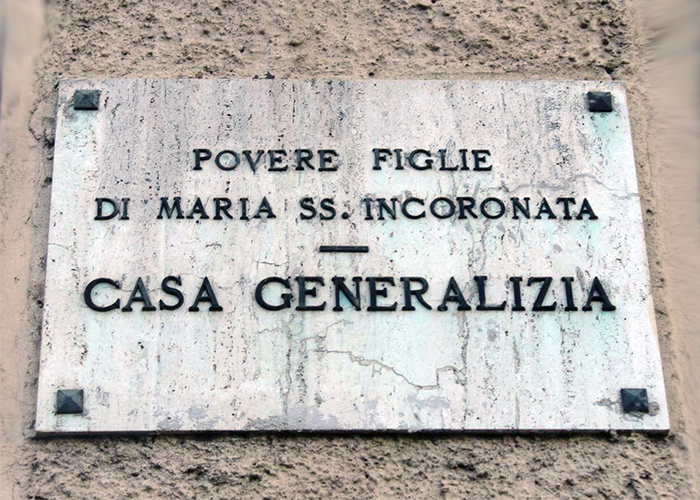 POVERE FIGLIE
DI MARIA SS. INCORONATA
CASA GENERALIZIA